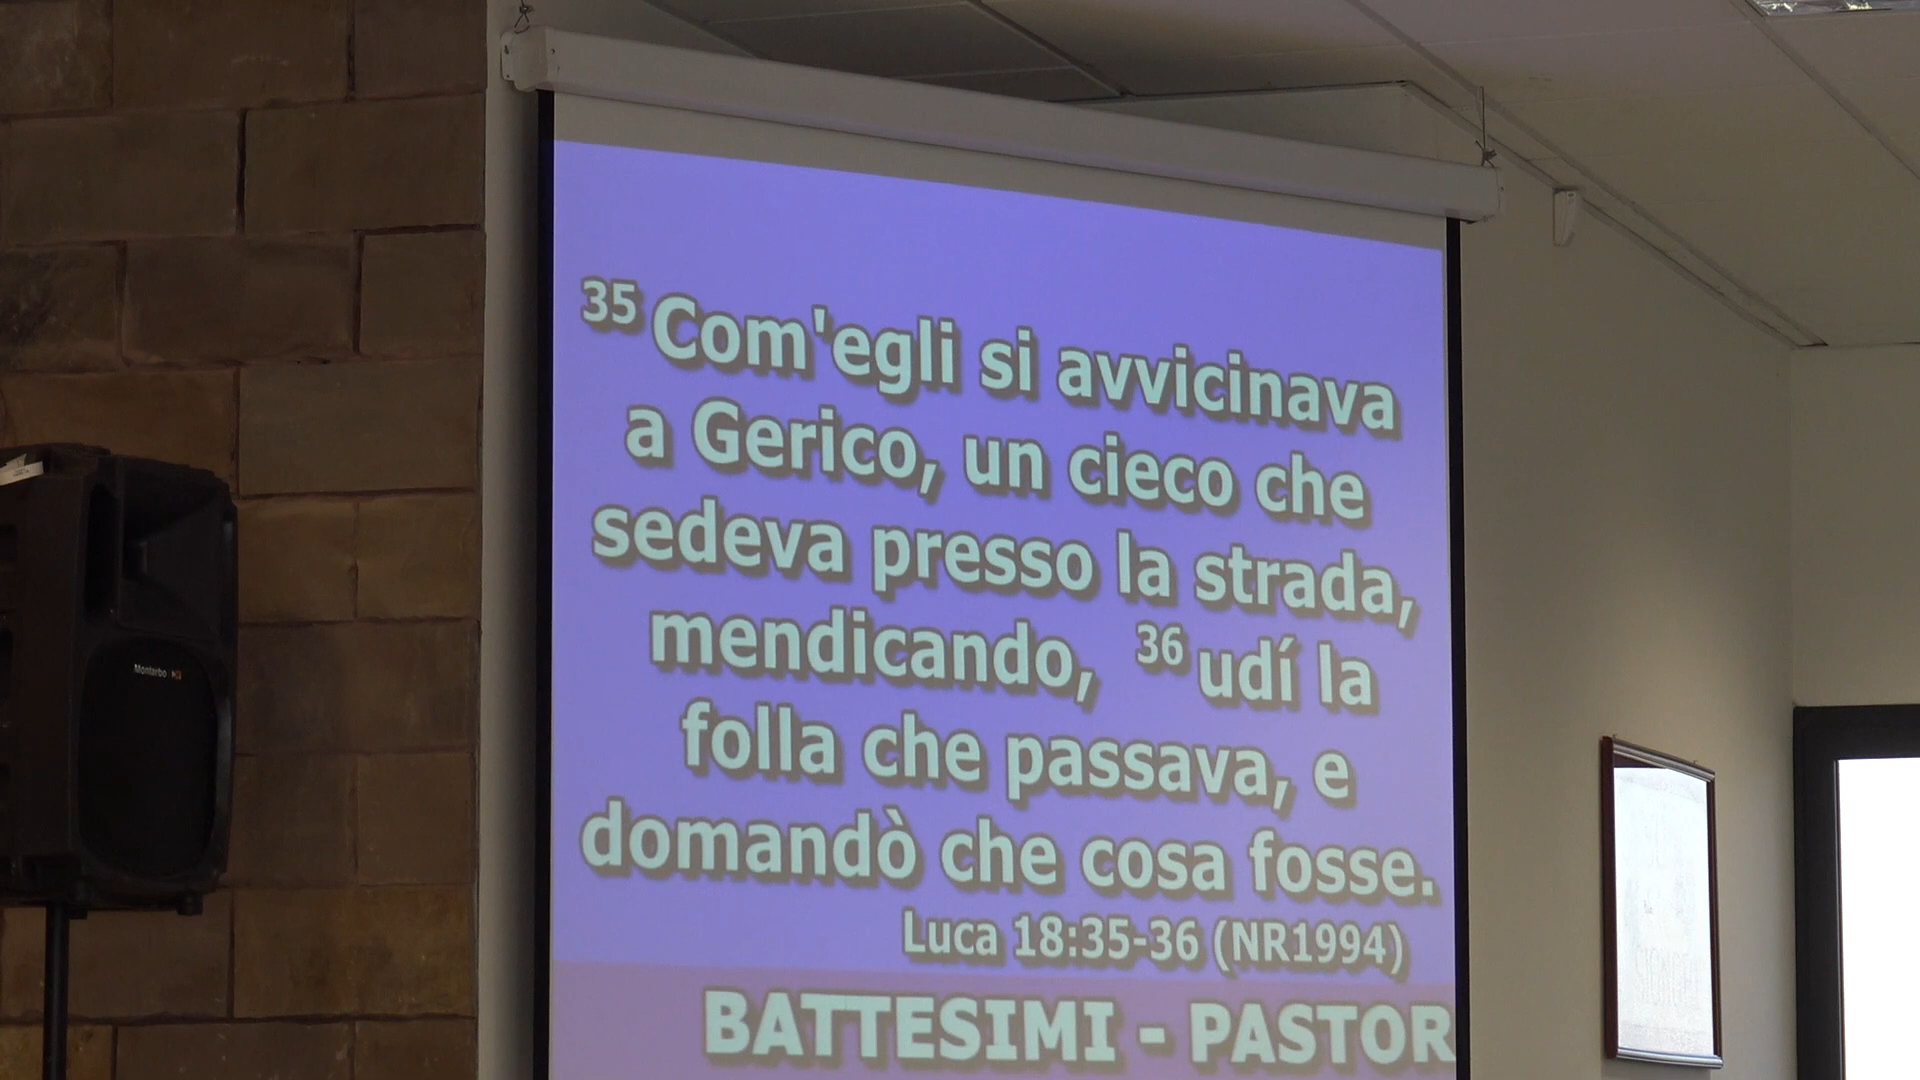 35 Com'egli si avvicinava
a Gerico, un cieco che
sedeva presso la strada,
mendicando, 36 udí la
folla che passava, e
domandò che cosa fosse.
Luca 18:35-36 (NR1994)
BATTESIMI - PASTOR
Montarbo